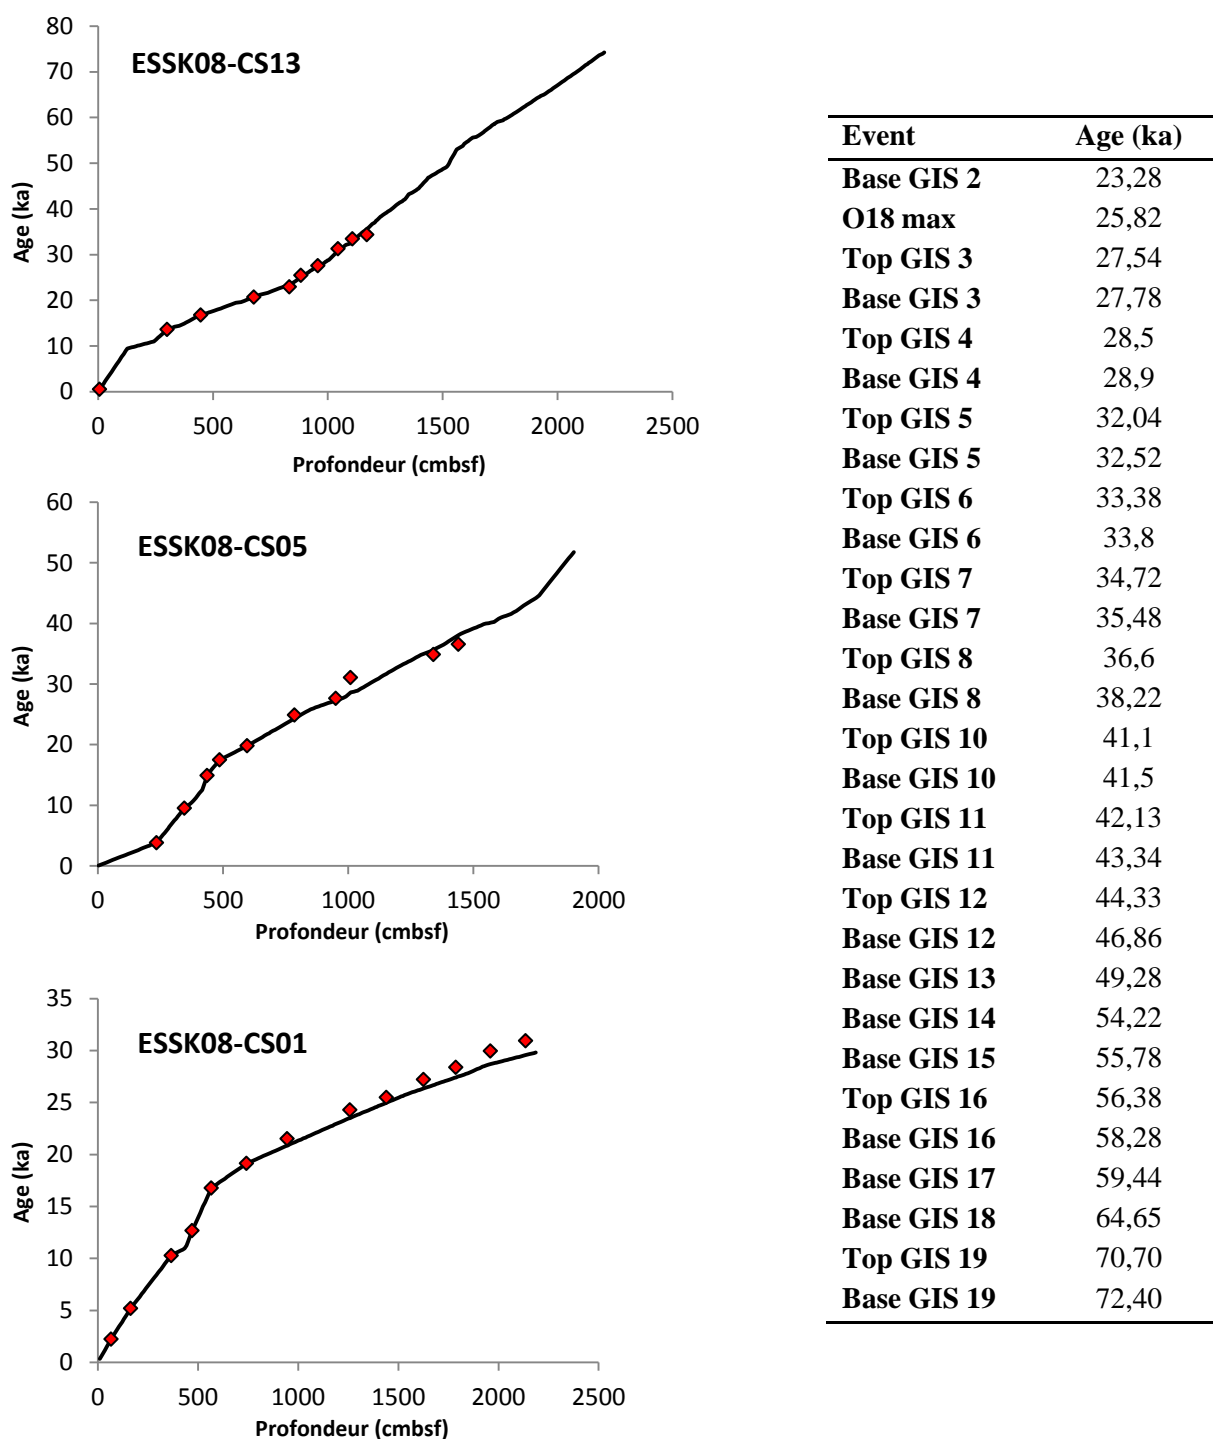 80
70
60
50
40
30
20
10
0
Age (ka)
ESSK08-CS13
0 500 1000 1500 2000 2500
Profondeur (cmbsf)
60
50
40
30
20
10
0
Age (ka)
ESSK08-CS05
0 500 1000 1500 2000
Profondeur (cmbsf)
35
30
25
20
15
10
5
0
Age (ka)
ESSK08-CS01
0 500 1000 1500 2000 2500
Profondeur (cmbsf)
Event Age (ka)
Base GIS 2 23,28
O18 max 25,82
Top GIS 3 27,54
Base GIS 3 27,78
Top GIS 4 28,5
Base GIS 4 28,9
Top GIS 5 32,04
Base GIS 5 32,52
Top GIS 6 33,38
Base GIS 6 33,8
Top GIS 7 34,72
Base GIS 7 35,48
Top GIS 8 36,6
Base GIS 8 38,22
Top GIS 10 41,1
Base GIS 10 41,5
Top GIS 11 42,13
Base GIS 11 43,34
Top GIS 12 44,33
Base GIS 12 46,86
Base GIS 13 49,28
Base GIS 14 54,22
Base GIS 15 55,78
Top GIS 16 56,38
Base GIS 16 58,28
Base GIS 17 59,44
Base GIS 18 64,65
Top GIS 19 70,70
Base GIS 19 72,40